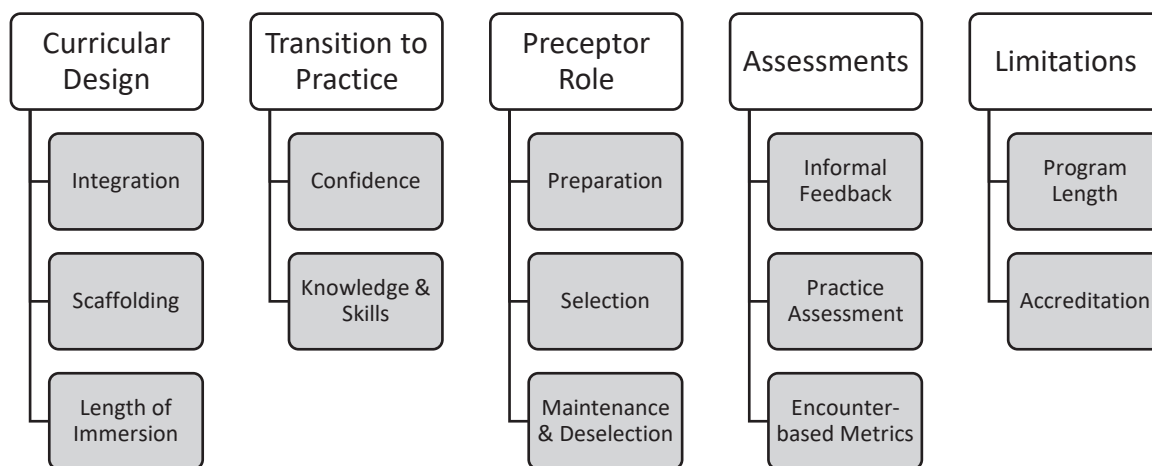 Curricular
Design
Integration
Scaffolding
Length of
Immersion
Transition to
Practice
Confidence
Knowledge &
Skills
Preceptor
Role
Preparation
Selection
Maintenance
& Deselection
Assessments
Informal
Feedback
Practice
Assessment
Encounter-
based Metrics
Limitations
Program
Length
Accreditation